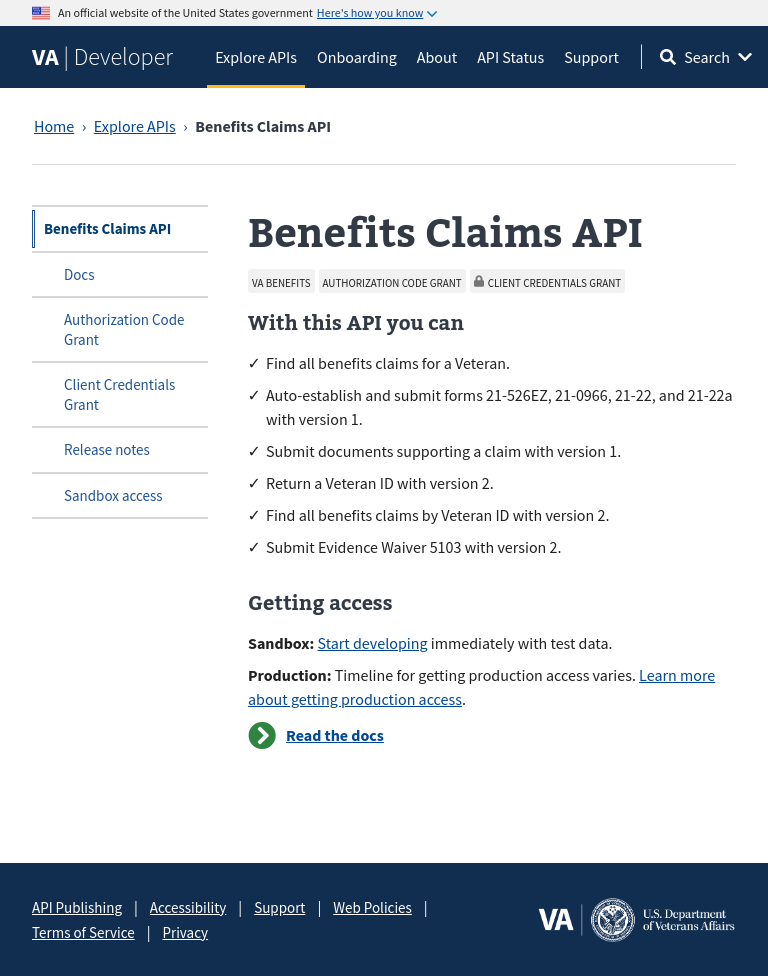 An official website of the United States government Here's how you know
VA | Developer
Explore APIs
Onboarding
About
API Status
Support
Search
Home › Explore APIs › Benefits Claims API
Benefits Claims API
Docs
Authorization Code
Grant
Client Credentials
Grant
Release notes
Sandbox access
Benefits Claims API
VA BENEFITS
AUTHORIZATION CODE GRANT
CLIENT CREDENTIALS GRANT
With this API you can
✓ Find all benefits claims for a Veteran.
✓ Auto-establish and submit forms 21-526EZ, 21-0966, 21-22, and 21-22a
with version 1.
✓ Submit documents supporting a claim with version 1.
✓ Return a Veteran ID with version 2.
✓ Find all benefits claims by Veteran ID with version 2.
✓ Submit Evidence Waiver 5103 with version 2.
Getting access
Sandbox: Start developing immediately with test data.
Production: Timeline for getting production access varies. Learn more
about getting production access.
Read the docs
API Publishing | Accessibility | Support | Web Policies |
Terms of Service | Privacy
VA
U.S. Department
of Veterans Affairs